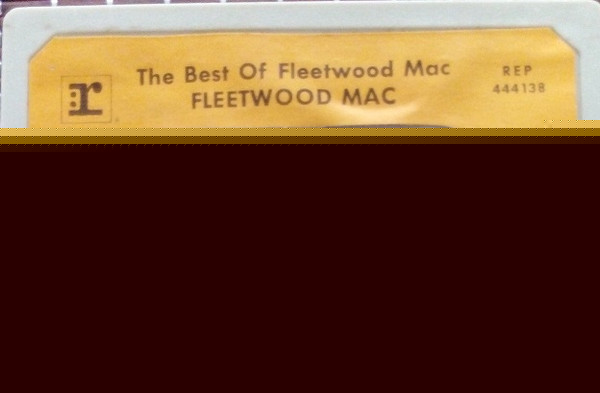 The Best Of Fleetwood Mac
FLEETWOOD MAC
REP
444138
:r